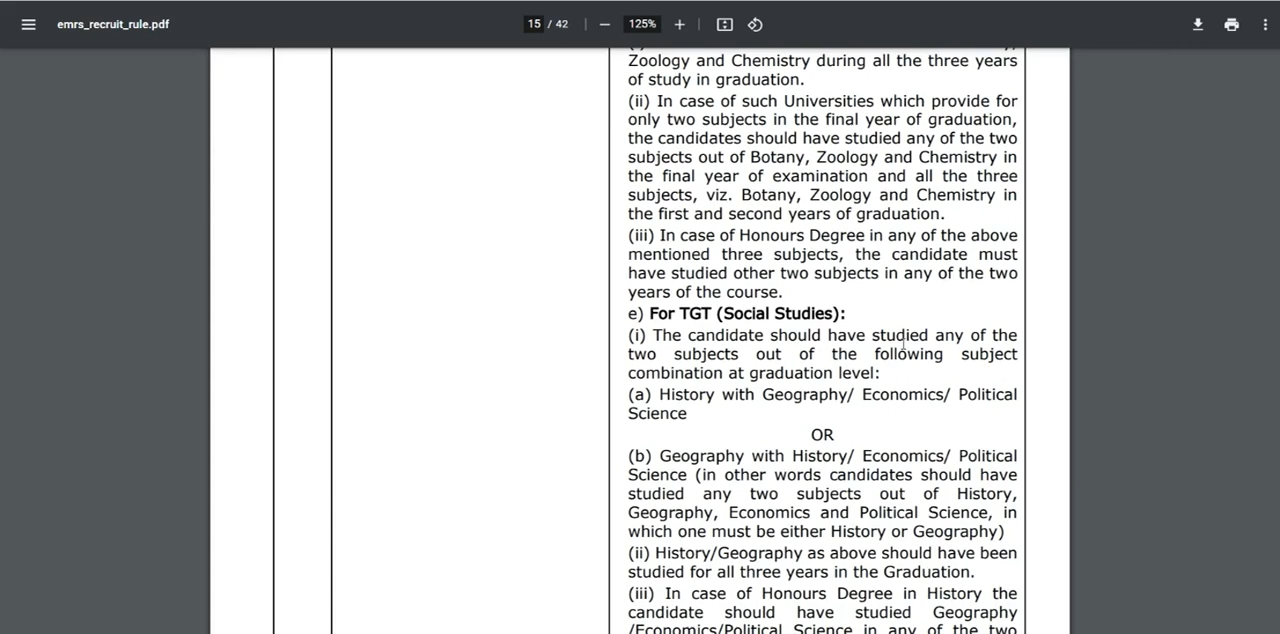 emrs_recruit_rule.pdf
15 / 42
125%
Zoology and Chemistry during all the three years
of study in graduation.
(ii) In case of such Universities which provide for
only two subjects in the final year of graduation,
the candidates should have studied any of the two
subjects out of Botany, Zoology and Chemistry in
the final year of examination and all the three
subjects, viz. Botany, Zoology and Chemistry in
the first and second years of graduation.
(iii) In case of Honours Degree in any of the above
mentioned three subjects, the candidate must
have studied other two subjects in any of the two
years of the course.
e) For TGT (Social Studies):
(i) The candidate should have studied any of the
two subjects out of the following subject
combination at graduation level:
(a) History with Geography/ Economics/ Political
Science
OR
(b) Geography with History/ Economics/ Political
Science (in other words candidates should have
studied any two subjects out of History,
Geography, Economics and Political Science, in
which one must be either History or Geography)
(ii) History/Geography as above should have been
studied for all three years in the Graduation.
(iii) In case of Honours Degree in History the
candidate should have studied Geography
/Economics/Political Science in any of the two